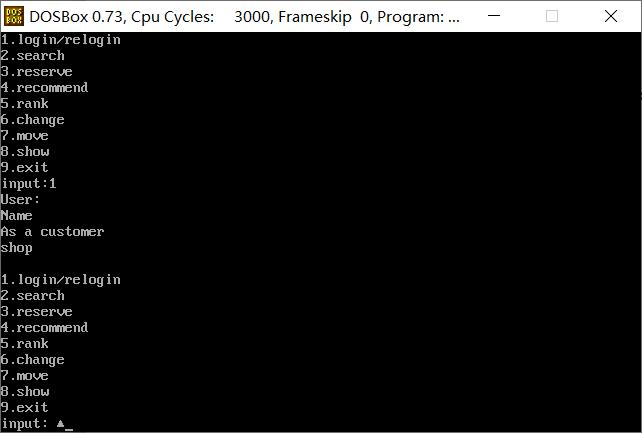 DOSBox 0.73, Cpu Cycles: 3000, Frameskip 0, Program: ...
1.login/relogin
2.search
3.reserve
4.recommend
5.rank
6.change
7.move
8.show
9.exit
input:1
User:
Name
As a customer
shop

1.login/relogin
2.search
3.reserve
4.recommend
5.rank
6.change
7.move
8.show
9.exit
input: ▲_